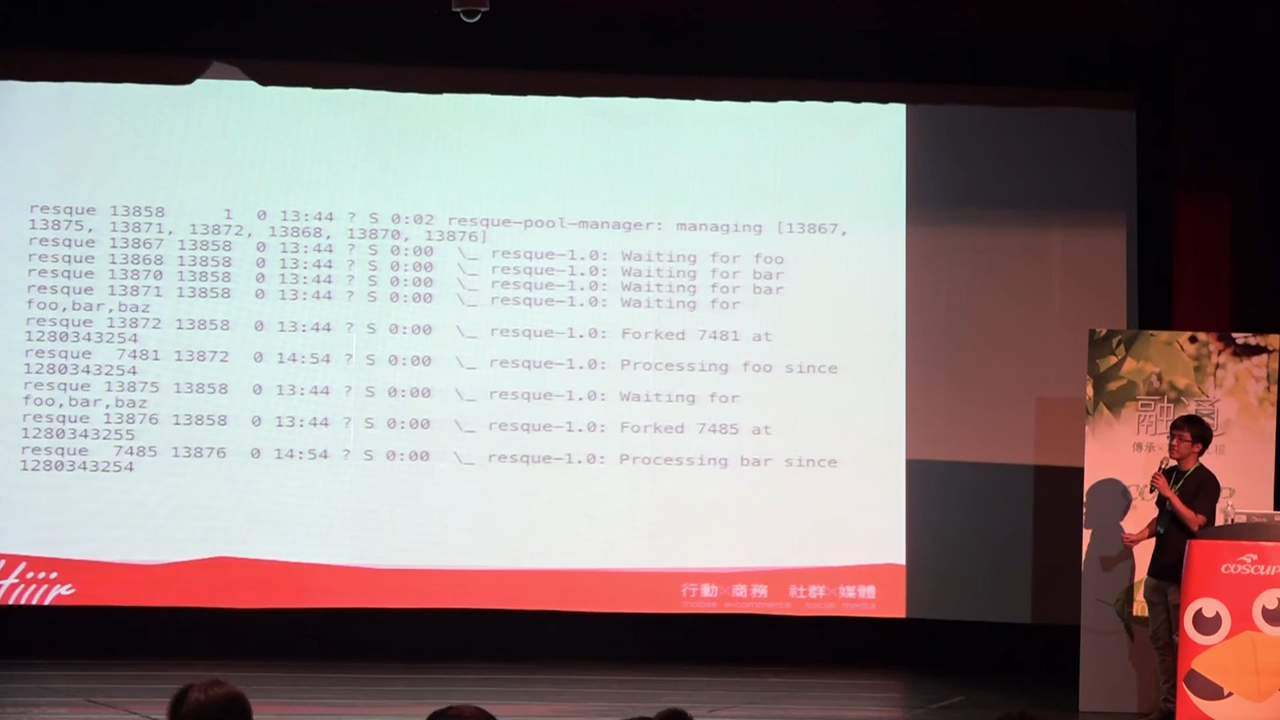 resque 13858 1 0 13:44 ? S 0:02 resque-pool-manager: managing [13867,
13875, 13871, 13872, 13868, 13870, 13876]
resque 13867 13858 0 13:44 ? S 0:00 \_ resque-1.0: Waiting for foo
resque 13868 13858 0 13:44 ? S 0:00 \_ resque-1.0: Waiting for bar
resque 13870 13858 0 13:44 ? S 0:00 \_ resque-1.0: Waiting for bar
resque 13871 13858 0 13:44 ? S 0:00 \_ resque-1.0: Waiting for
foo,bar,baz
resque 13872 13858 0 13:44 ? S 0:00 \_ resque-1.0: Forked 7481 at
1280343254
resque 7481 13872 0 14:54 ? S 0:00 \_ resque-1.0: Processing foo since
1280343254
resque 13875 13858 0 13:44 ? S 0:00 \_ resque-1.0: Waiting for
foo,bar,baz
resque 13876 13858 0 13:44 ? S 0:00 \_ resque-1.0: Forked 7485 at
1280343255
resque 7485 13876 0 14:54 ? S 0:00 \_ resque-1.0: Processing bar since
1280343254
Hiiir
行動×商務 社群×媒體
mobile e-commerce social media
融通
傳承
COSCUP